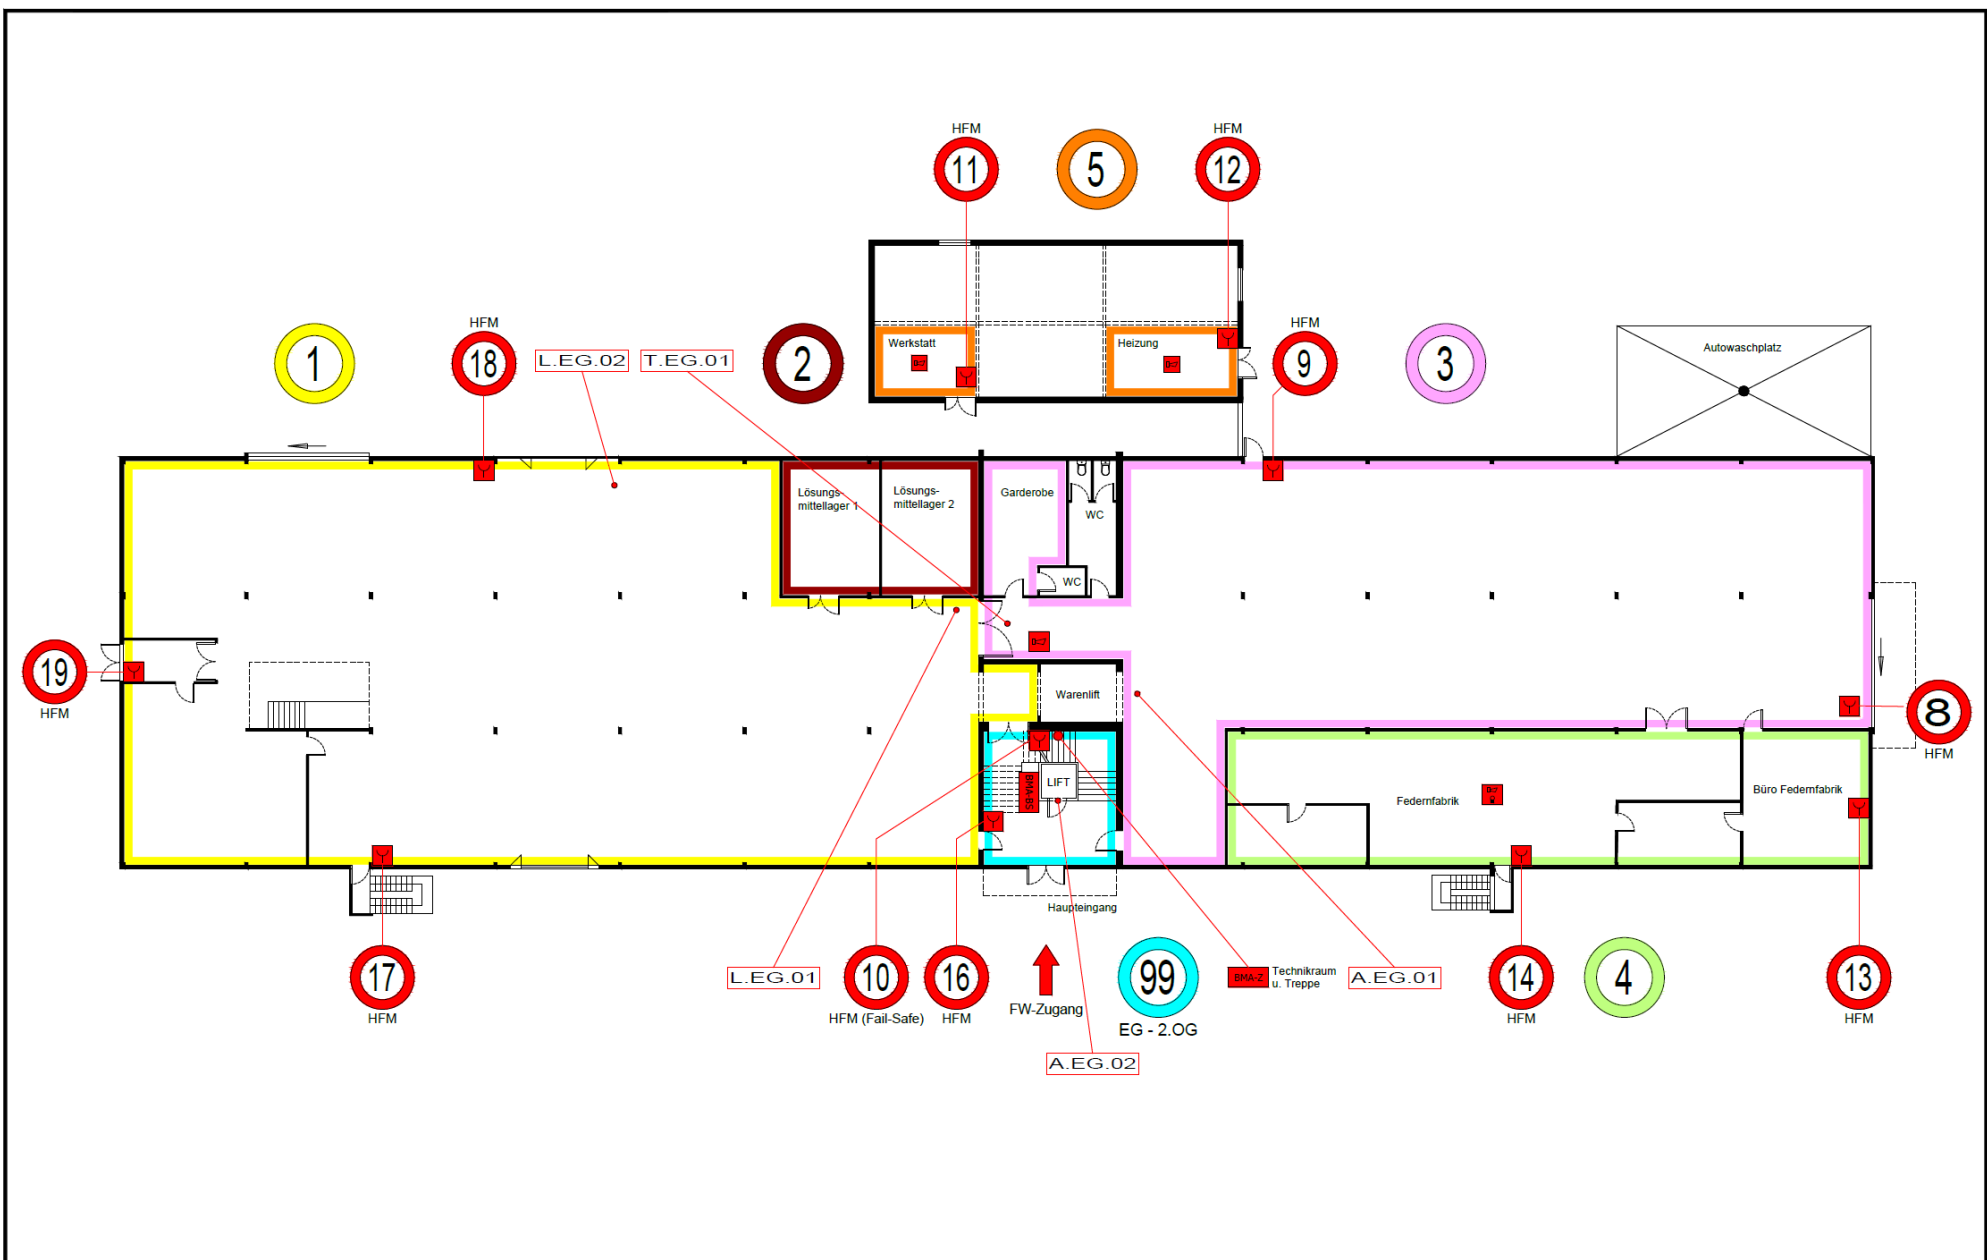 HFM
11
5
HFM
12
Werkstatt
Heizung
1
HFM
18
L.EG.02
T.EG.01
2
HFM
9
3
Autowaschplatz
Lösungs-
mittellager 1
Lösungs-
mittellager 2
Garderobe
WC
WC
19
HFM
Warenlift
8
HFM
BMA-BS
LIFT
Federnfabrik
Büro Federnfabrik
Haupteingang
17
HFM
L.EG.01
10
HFM (Fail-Safe)
16
HFM
FW-Zugang
99
EG - 2.OG
BMA-Z
Technikraum
u. Treppe
A.EG.01
14
HFM
4
13
HFM
A.EG.02